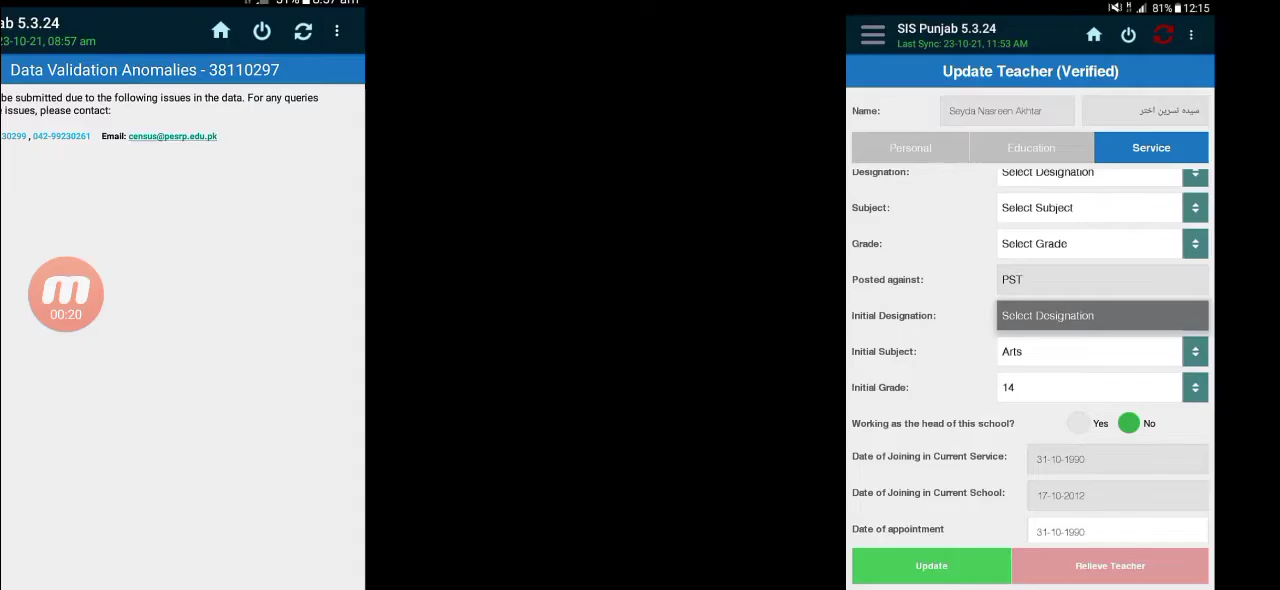 ab 5.3.24
23-10-21, 08:57 am
Data Validation Anomalies - 38110297
be submitted due to the following issues in the data. For any queries
issues, please contact:
30299 , 042-99230261 Email: census@pesrp.edu.pk
00:20
81% 12:15
SIS Punjab 5.3.24
Last Sync: 23-10-21, 11:53 AM
Update Teacher (Verified)
Name: Seyda Nasreen Akhtar سیده نسرین اختر
Personal Education Service
Designation: Select Designation
Subject: Select Subject
Grade: Select Grade
Posted against: PST
Initial Designation: Select Designation
Initial Subject: Arts
Initial Grade: 14
Working as the head of this school? Yes No
Date of Joining in Current Service: 31-10-1990
Date of Joining in Current School: 17-10-2012
Date of appointment 31-10-1990
Update Relieve Teacher